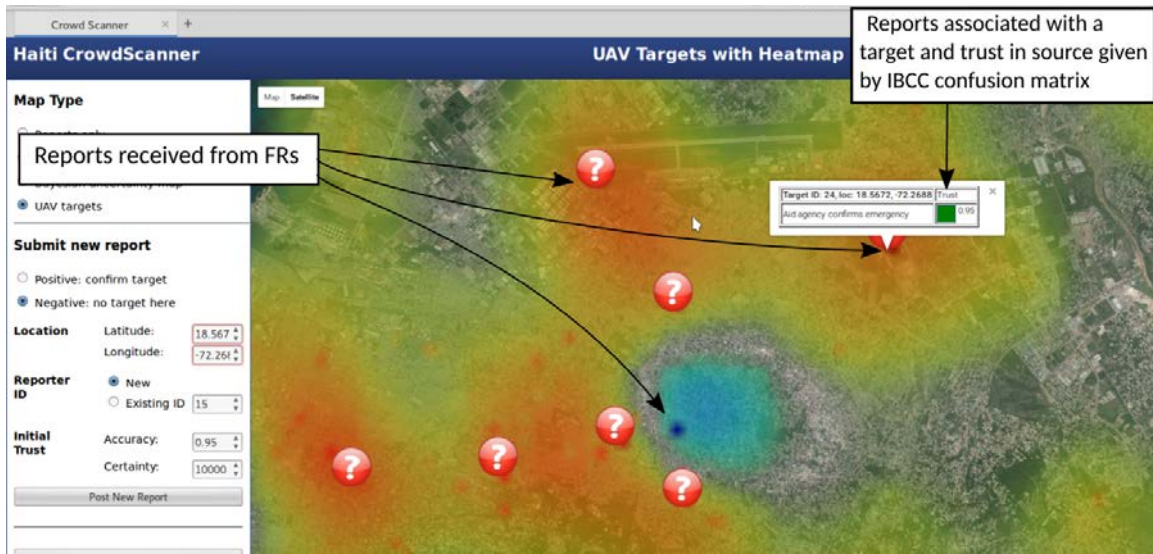 Crowd Scanner × +
Haiti CrowdScanner
UAV Targets with Heatmap
Reports associated with a
target and trust in source given
by IBCC confusion matrix
Map Type
Reports received from FRs
UAV targets
Submit new report
Positive: confirm target
Negative: no target here
Location Latitude: 18.567
Longitude: -72.268
Reporter New
ID Existing ID 15
Initial Accuracy: 0.95
Trust Certainty: 10000
Post New Report
Map Satellite
Target ID: 24, loc: 18.5672, -72.2688 Trust ×
Aid agency confirms emergency 0.95
?
?
?
?
?
?